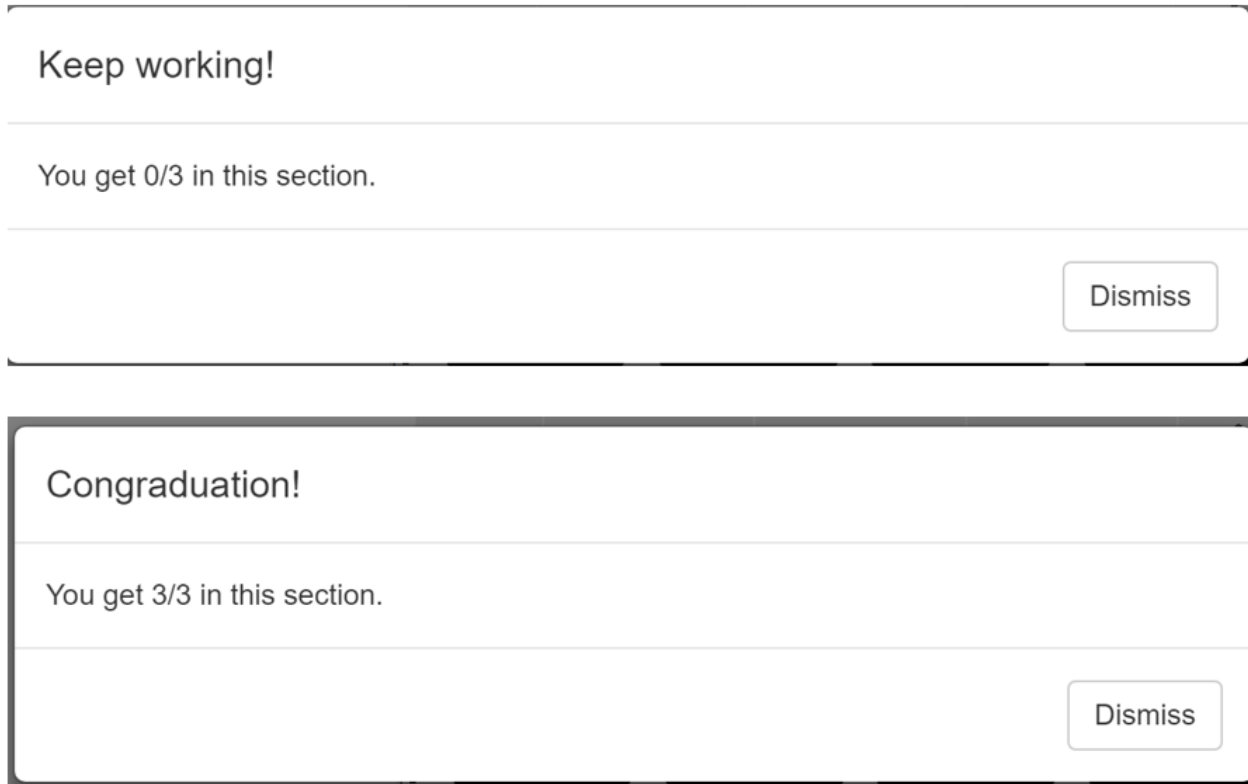 Keep working!
You get 0/3 in this section.
Dismiss
Congraduation!
You get 3/3 in this section.
Dismiss